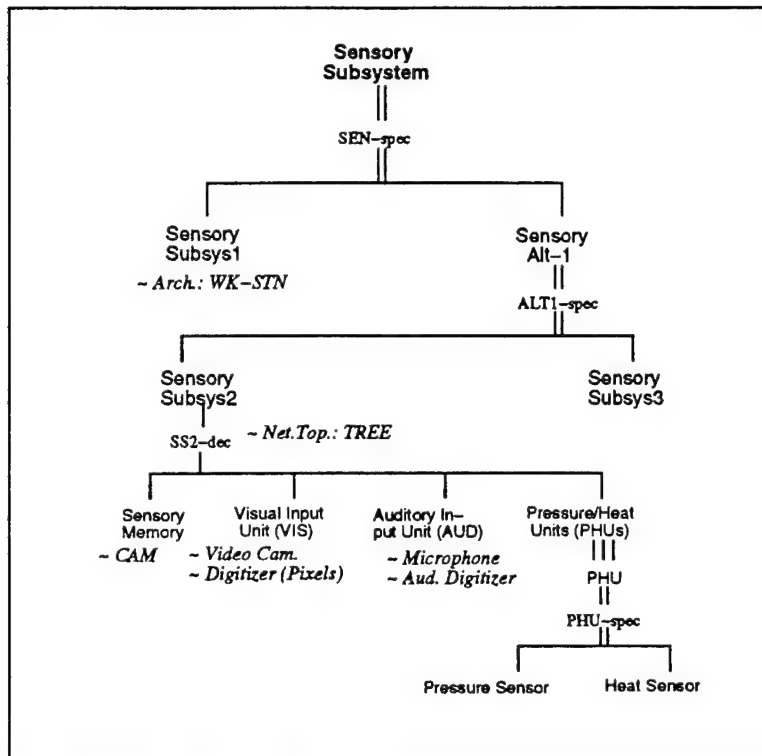 Sensory
Subsystem
SEN-spec
Sensory
Subsys1
~ Arch.: WK-STN
Sensory
Alt-1
ALT1-spec
Sensory
Subsys2
Sensory
Subsys3
SS2-dec
~ Net.Top.: TREE
Sensory
Memory
~ CAM
Visual Input
Unit (VIS)
~ Video Cam.
~ Digitizer (Pixels)
Auditory In-
put Unit (AUD)
~ Microphone
~ Aud. Digitizer
Pressure/Heat
Units (PHUs)
PHU
PHU-spec
Pressure Sensor
Heat Sensor